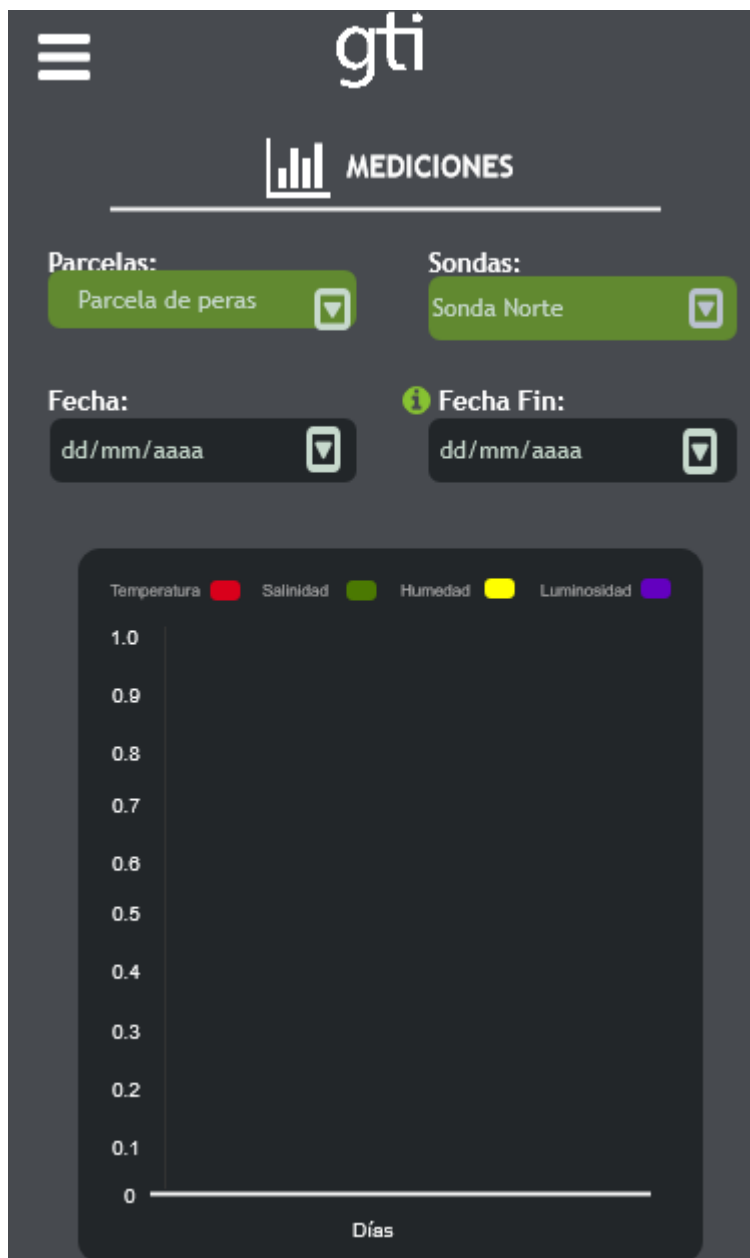 gti
MEDICIONES
Parcelas: Sondas:
Parcela de peras Sonda Norte
Fecha: Fecha Fin:
dd/mm/aaaa dd/mm/aaaa
Temperatura Salinidad Humedad Luminosidad
1.0
0.9
0.8
0.7
0.6
0.5
0.4
0.3
0.2
0.1
0
Días